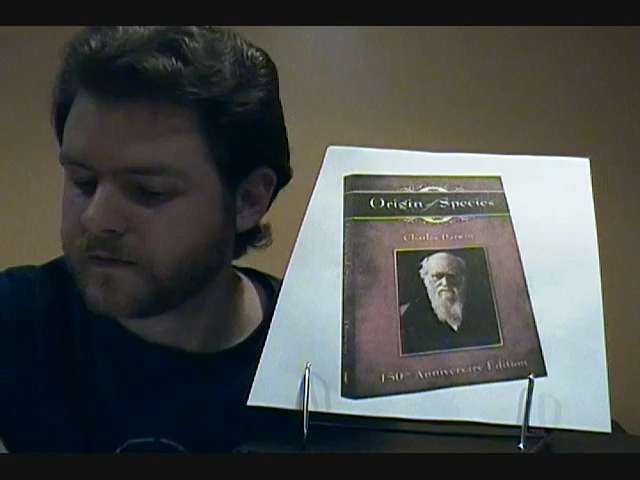 Origin of Species
Charles Darwin
150th Anniversary Edition